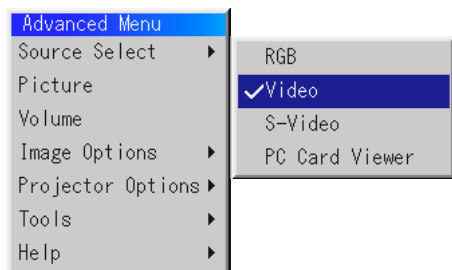 Advanced Menu
Source Select
Picture
Volume
Image Options
Projector Options
Tools
Help
RGB
Video
S-Video
PC Card Viewer